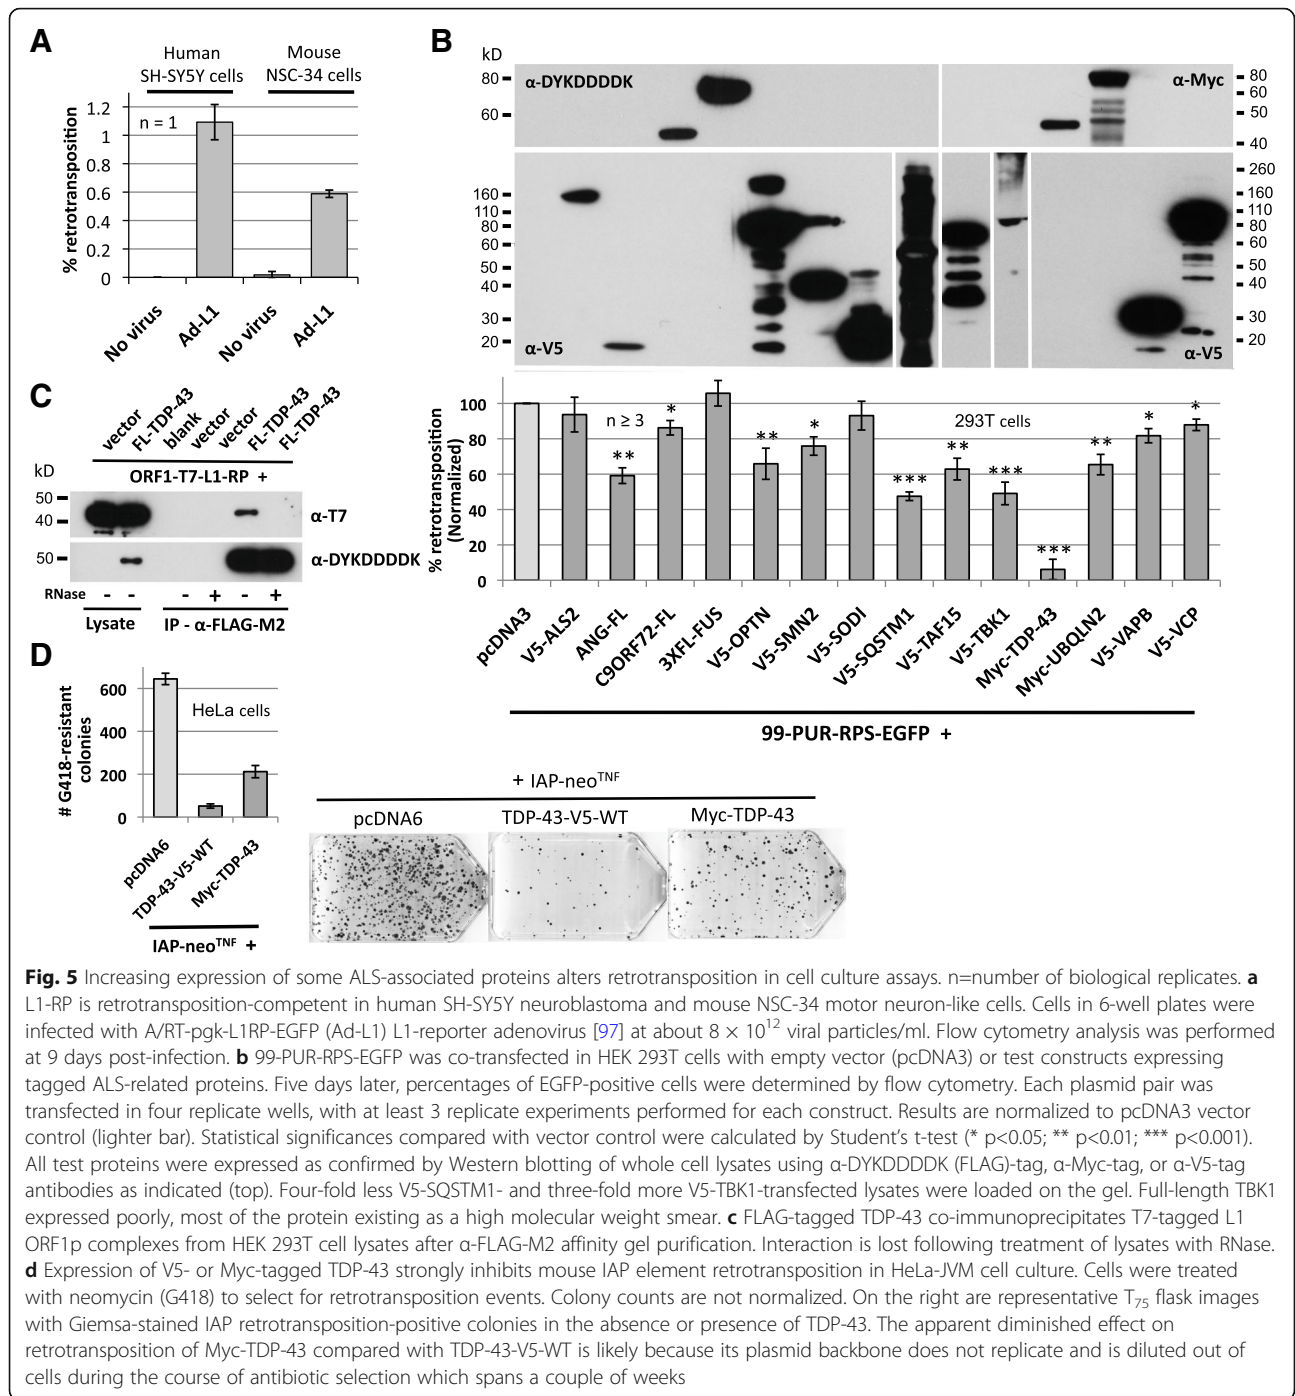 A
Human
SH-SY5Y cells
Mouse
NSC-34 cells
% retrotransposition
1.2
1
0.8
0.6
0.4
0.2
0
n = 1
No virus
Ad-L1
No virus
Ad-L1
B
kD
80
60
α-DYKDDDDK
α-Myc
80
60
50
40
160
110
80
60
50
40
30
20
α-V5
260
160
110
80
60
50
40
30
20
α-V5
% retrotransposition
(Normalized)
100
80
60
40
20
0
n ≥ 3
293T cells
**
*
**
*
***
**
***
***
**
*
*
pcDNA3
V5-ALS2
ANG-FL
C9ORF72-FL
3XFL-FUS
V5-OPTN
V5-SMN2
V5-SODI
V5-SQSTM1
V5-TAF15
V5-TBK1
Myc-TDP-43
Myc-UBQLN2
V5-VAPB
V5-VCP
99-PUR-RPS-EGFP +
C
vector
FL-TDP-43
blank
vector
vector
FL-TDP-43
FL-TDP-43
ORF1-T7-L1-RP +
kD
50
40
α-T7
50
α-DYKDDDDK
RNase - - - + - +
Lysate
IP - α-FLAG-M2
D
# G418-resistant
colonies
600
400
200
0
HeLa cells
pcDNA6
TDP-43-V5-WT
Myc-TDP-43
IAP-neoTNF +
+ IAP-neoTNF
pcDNA6
TDP-43-V5-WT
Myc-TDP-43
Fig. 5 Increasing expression of some ALS-associated proteins alters retrotransposition in cell culture assays. n=number of biological replicates. a
L1-RP is retrotransposition-competent in human SH-SY5Y neuroblastoma and mouse NSC-34 motor neuron-like cells. Cells in 6-well plates were
infected with A/RT-pgk-L1RP-EGFP (Ad-L1) L1-reporter adenovirus [97] at about 8 × 10¹² viral particles/ml. Flow cytometry analysis was performed
at 9 days post-infection. b 99-PUR-RPS-EGFP was co-transfected in HEK 293T cells with empty vector (pcDNA3) or test constructs expressing
tagged ALS-related proteins. Five days later, percentages of EGFP-positive cells were determined by flow cytometry. Each plasmid pair was
transfected in four replicate wells, with at least 3 replicate experiments performed for each construct. Results are normalized to pcDNA3 vector
control (lighter bar). Statistical significances compared with vector control were calculated by Student's t-test (* p<0.05; ** p<0.01; *** p<0.001).
All test proteins were expressed as confirmed by Western blotting of whole cell lysates using α-DYKDDDDK (FLAG)-tag, α-Myc-tag, or α-V5-tag
antibodies as indicated (top). Four-fold less V5-SQSTM1- and three-fold more V5-TBK1-transfected lysates were loaded on the gel. Full-length TBK1
expressed poorly, most of the protein existing as a high molecular weight smear. c FLAG-tagged TDP-43 co-immunoprecipitates T7-tagged L1
ORF1p complexes from HEK 293T cell lysates after α-FLAG-M2 affinity gel purification. Interaction is lost following treatment of lysates with RNase.
d Expression of V5- or Myc-tagged TDP-43 strongly inhibits mouse IAP element retrotransposition in HeLa-JVM cell culture. Cells were treated
with neomycin (G418) to select for retrotransposition events. Colony counts are not normalized. On the right are representative T₇₅ flask images
with Giemsa-stained IAP retrotransposition-positive colonies in the absence or presence of TDP-43. The apparent diminished effect on
retrotransposition of Myc-TDP-43 compared with TDP-43-V5-WT is likely because its plasmid backbone does not replicate and is diluted out of
cells during the course of antibiotic selection which spans a couple of weeks